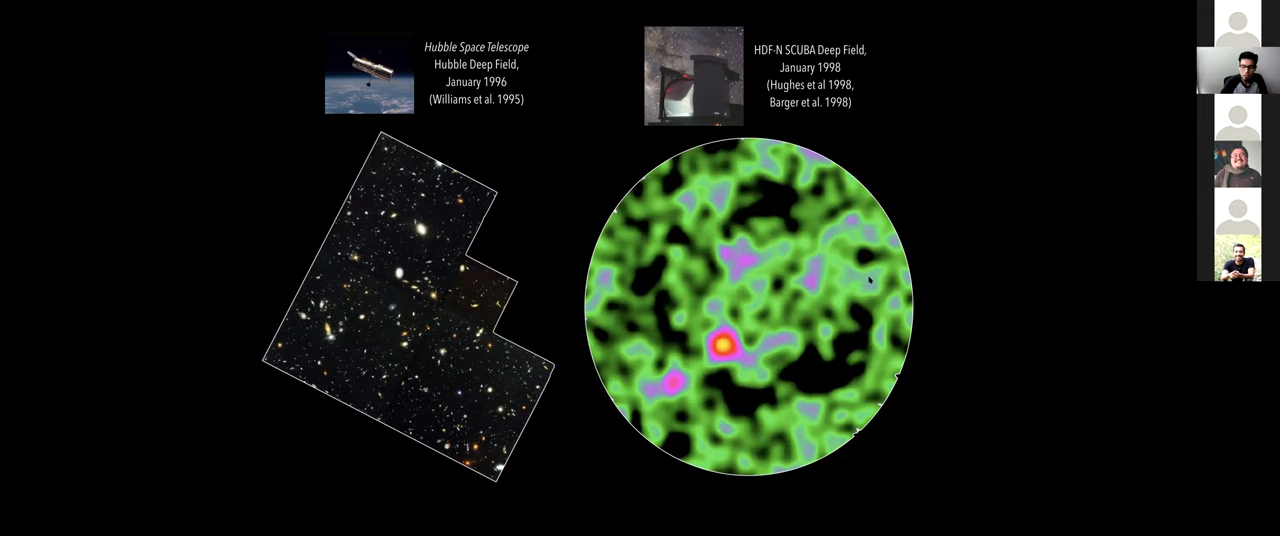 Hubble Space Telescope
Hubble Deep Field,
January 1996
(Williams et al. 1995)
HDF-N SCUBA Deep Field,
January 1998
(Hughes et al 1998,
Barger et al. 1998)